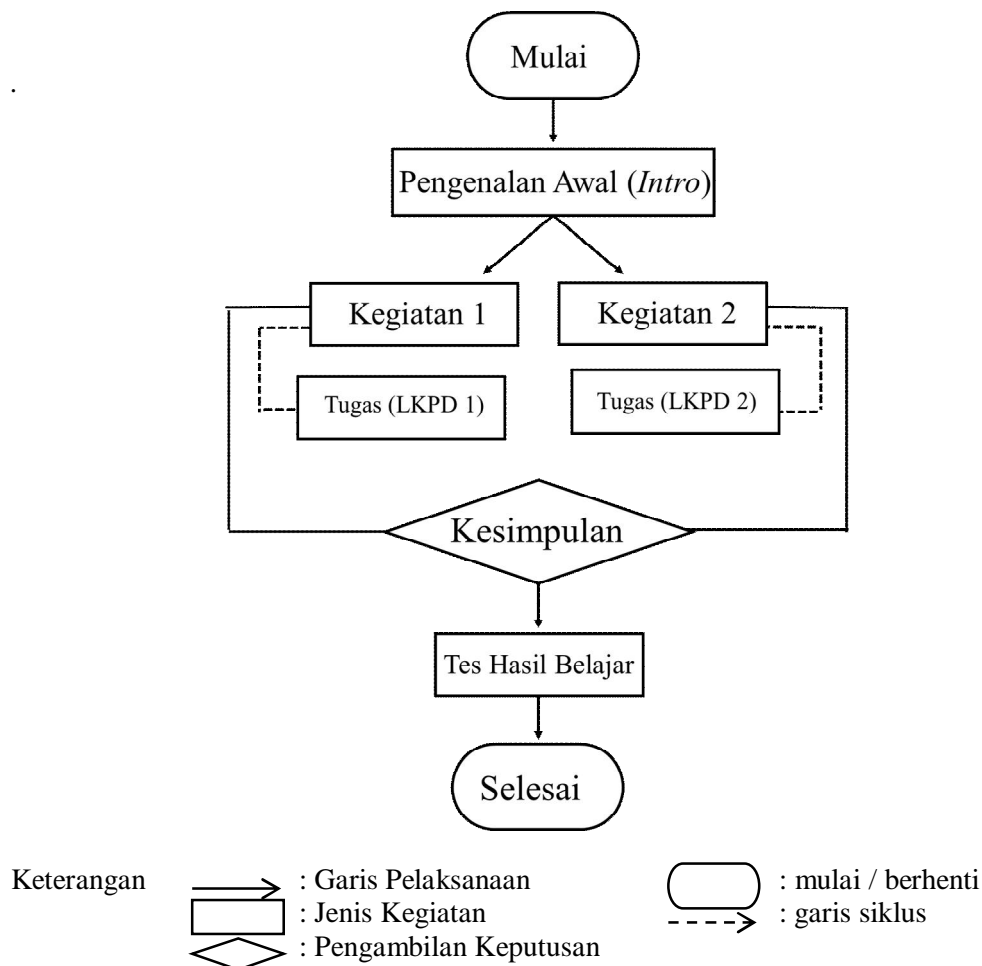 Mulai
.
Pengenalan Awal (Intro)
Kegiatan 1
Kegiatan 2
Tugas (LKPD 1)
Tugas (LKPD 2)
Kesimpulan
Tes Hasil Belajar
Selesai
Keterangan : Garis Pelaksanaan : mulai / berhenti
: Jenis Kegiatan : garis siklus
: Pengambilan Keputusan